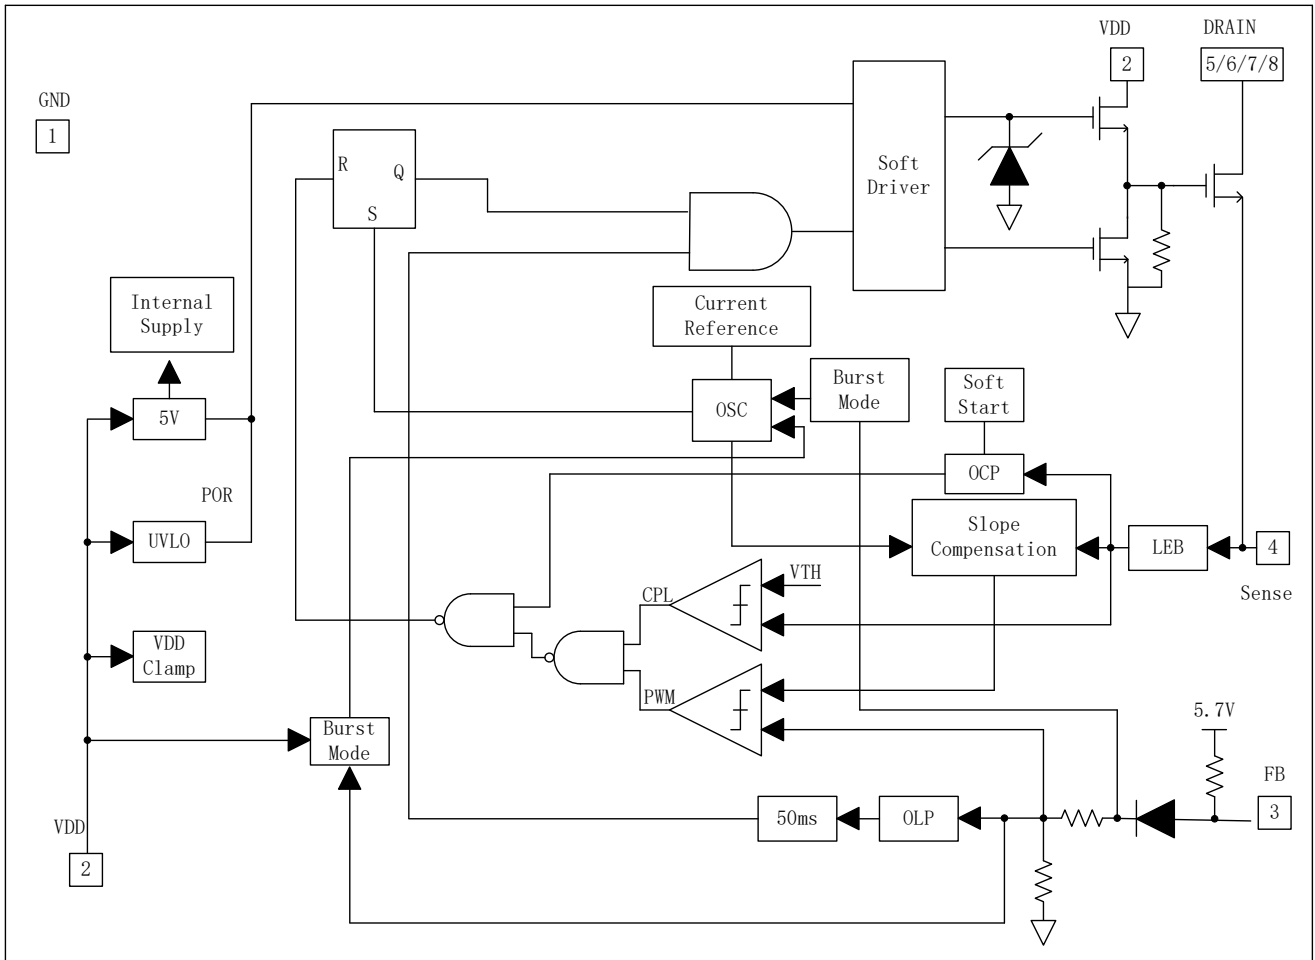 VDD
DRAIN
2
5/6/7/8
GND
1
R
Q
S
Soft
Driver
Internal
Supply
Current
Reference
Burst
Mode
Soft
Start
5V
OSC
OCP
POR
UVLO
Slope
Compensation
LEB
4
Sense
VTH
CPL
VDD
Clamp
PWM
Burst
Mode
5.7V
FB
3
50ms
OLP
VDD
2